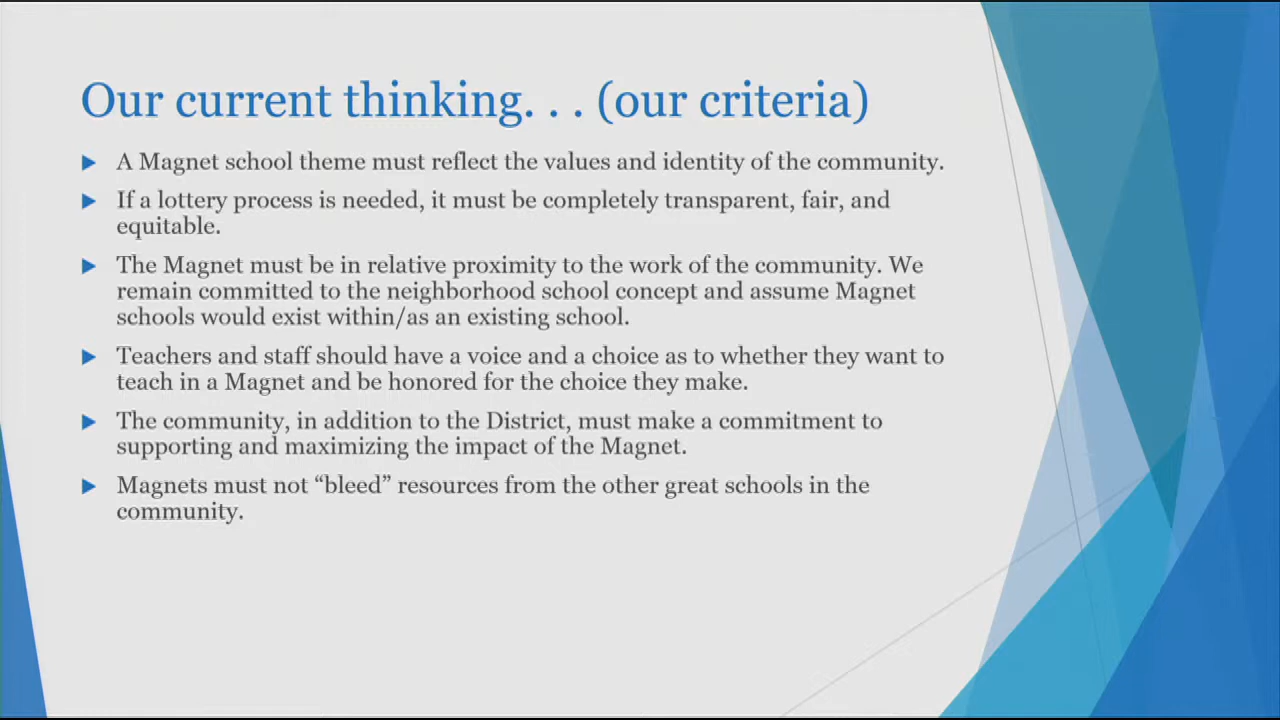 Our current thinking. . . (our criteria)
A Magnet school theme must reflect the values and identity of the community.
If a lottery process is needed, it must be completely transparent, fair, and
equitable.
The Magnet must be in relative proximity to the work of the community. We
remain committed to the neighborhood school concept and assume Magnet
schools would exist within/as an existing school.
Teachers and staff should have a voice and a choice as to whether they want to
teach in a Magnet and be honored for the choice they make.
The community, in addition to the District, must make a commitment to
supporting and maximizing the impact of the Magnet.
Magnets must not “bleed” resources from the other great schools in the
community.